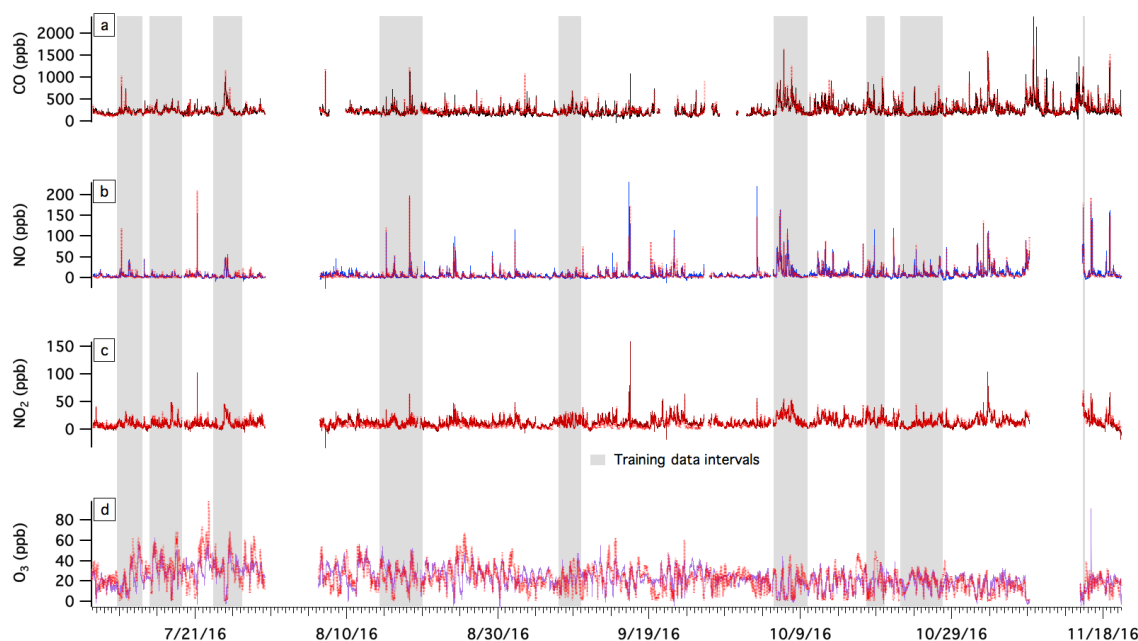 a
CO (ppb)
2000
1500
1000
500
0
b
NO (ppb)
200
150
100
50
0
c
NO2 (ppb)
150
100
50
0
Training data intervals
d
O3 (ppb)
80
60
40
20
0
7/21/16 8/10/16 8/30/16 9/19/16 10/9/16 10/29/16 11/18/16